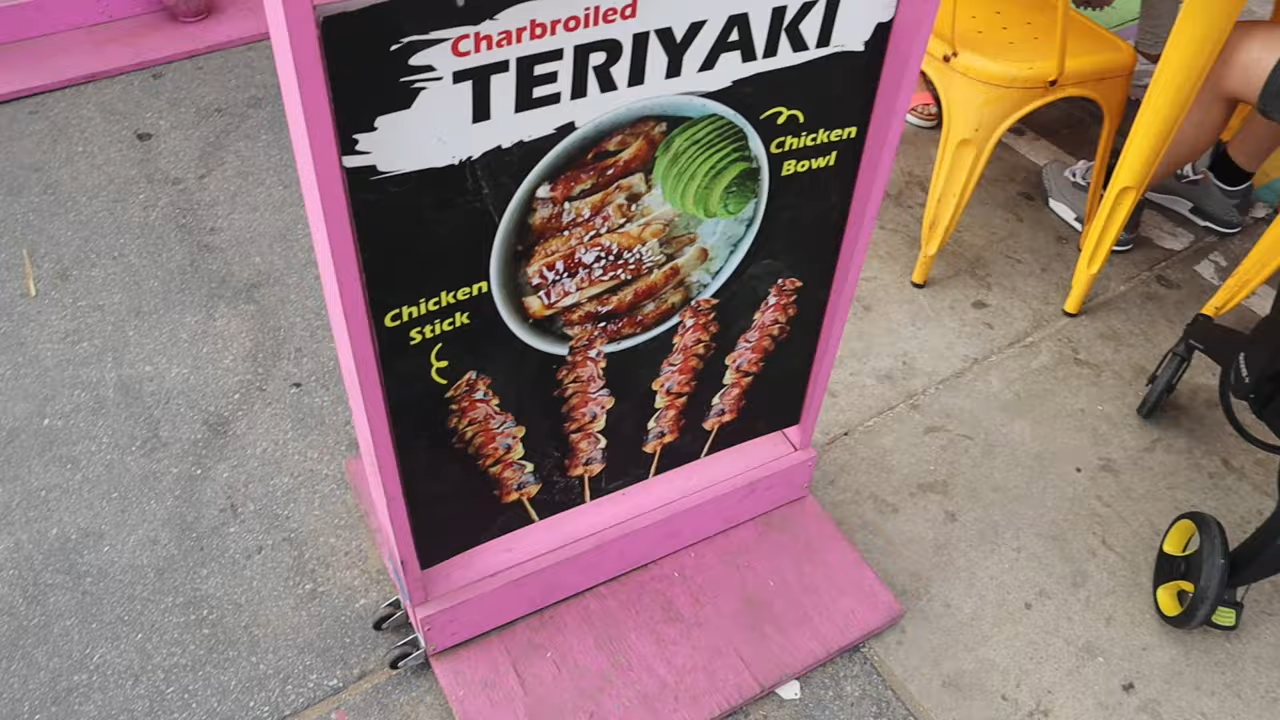 Charbroiled
TERIYAKI
Chicken
Bowl
Chicken
Stick